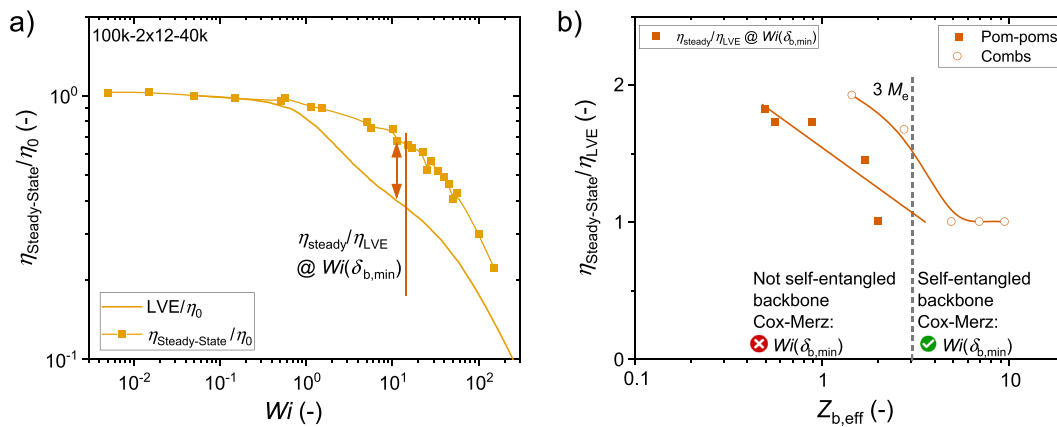 a)
100k-2x12-40k
η_Steady-State/η_0 (-)
10^0
10^-1
η_steady/η_LVE
@ Wi(δ_b,min)
LVE/η_0
η_Steady-State/η_0
10^-2
10^-1
10^0
10^1
10^2
Wi (-)
b)
η_steady/η_LVE @ Wi(δ_b,min)
Pom-poms
Combs
3 M_e
η_Steady-State/η_LVE (-)
2
1
0
Not self-entangled
backbone
Cox-Merz:
Wi(δ_b,min)
Self-entangled
backbone
Cox-Merz:
Wi(δ_b,min)
0.1
1
10
Z_b,eff (-)